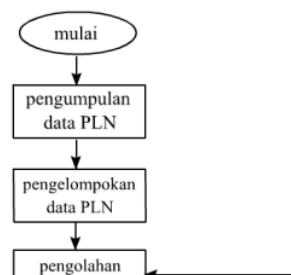 mulai
pengumpulan
data PLN
pengelompokan
data PLN
pengolahan